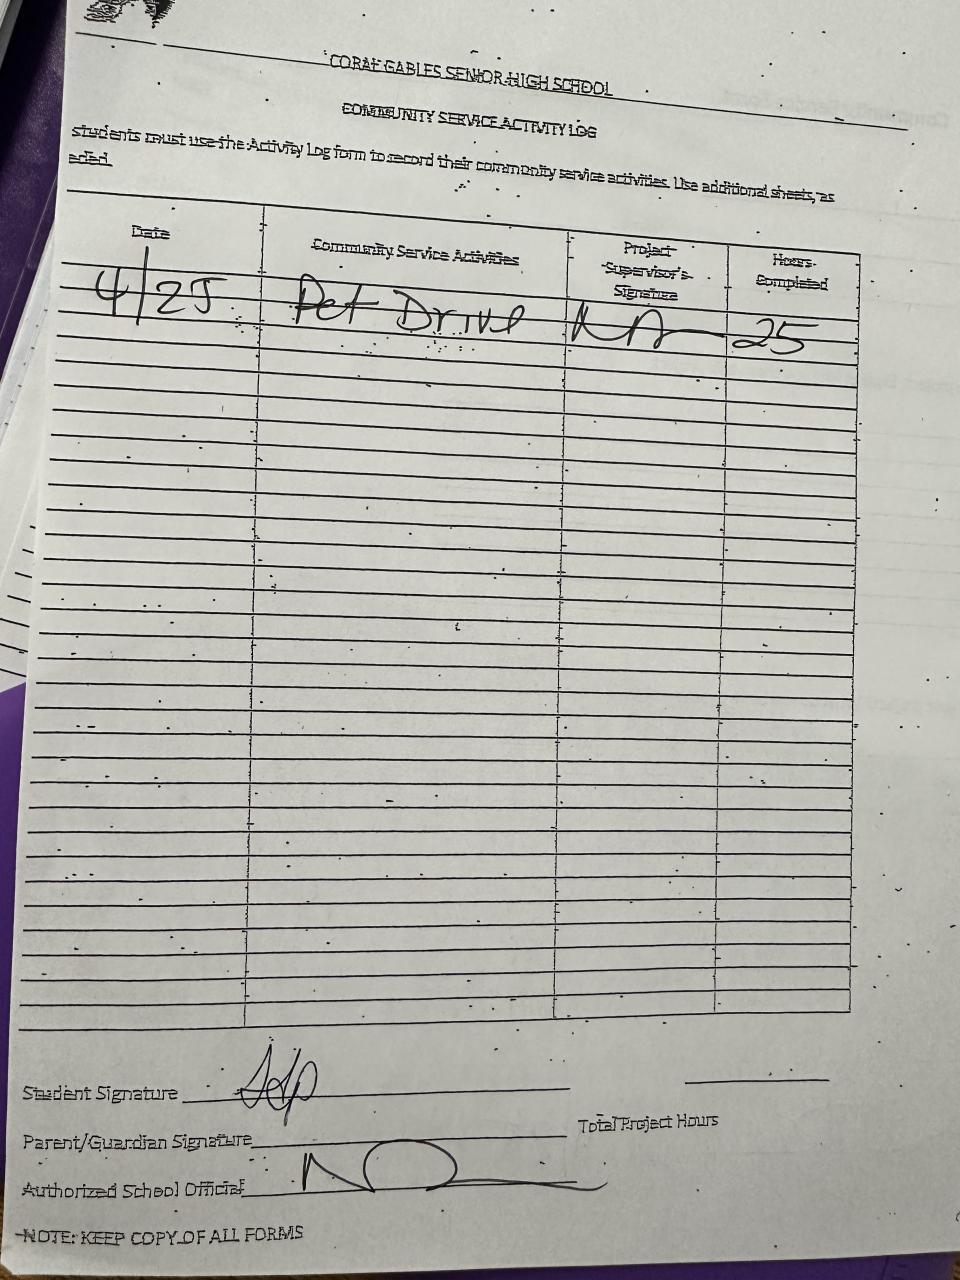 CORAL GABLES SENIOR HIGH SCHOOL
COMMUNITY SERVICE ACTIVITY LOG
students must use the Activity Log form to record their community service activities. Use additional sheets, as
eded.
Date
Community Service Activities
Project
Supervisor's
Signature
Hours
Completed
4/25 Pet Drive 25
Student Signature
Total Project Hours
Parent/Guardian Signature
Authorized School Official
NOTE: KEEP COPY OF ALL FORMS